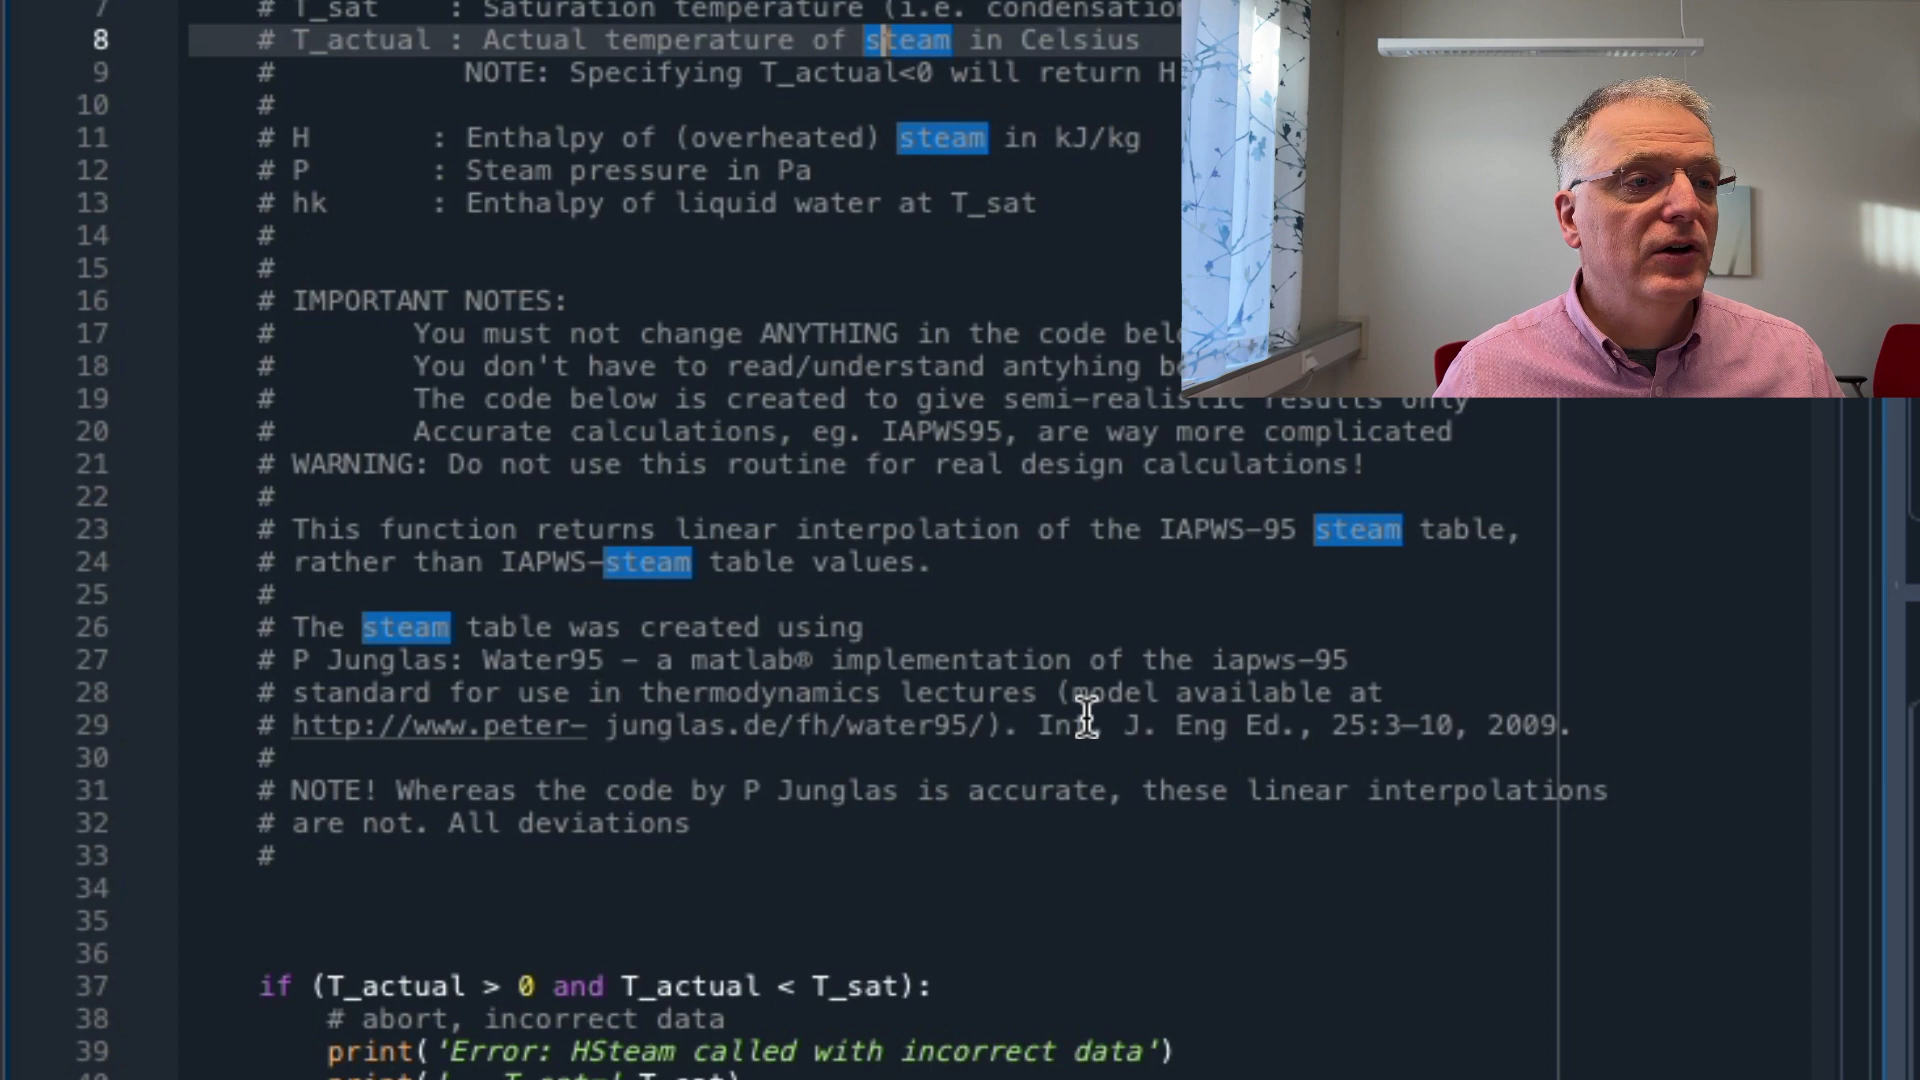 7 # T_sat : Saturation temperature (i.e. condensation
8 # T_actual : Actual temperature of steam in Celsius
9 # NOTE: Specifying T_actual<0 will return H
10 #
11 # H : Enthalpy of (overheated) steam in kJ/kg
12 # P : Steam pressure in Pa
13 # hk : Enthalpy of liquid water at T_sat
14 #
15 #
16 # IMPORTANT NOTES:
17 # You must not change ANYTHING in the code bel
18 # You don't have to read/understand antyhing b
19 # The code below is created to give semi-realistic results only
20 # Accurate calculations, eg. IAPWS95, are way more complicated
21 # WARNING: Do not use this routine for real design calculations!
22 #
23 # This function returns linear interpolation of the IAPWS-95 steam table,
24 # rather than IAPWS-steam table values.
25 #
26 # The steam table was created using
27 # P Junglas: Water95 - a matlab® implementation of the iapws-95
28 # standard for use in thermodynamics lectures (model available at
29 # http://www.peter- junglas.de/fh/water95/). Int. J. Eng Ed., 25:3-10, 2009.
30 #
31 # NOTE! Whereas the code by P Junglas is accurate, these linear interpolations
32 # are not. All deviations
33 #
34
35
36
37 if (T_actual > 0 and T_actual < T_sat):
38 # abort, incorrect data
39 print('Error: HSteam called with incorrect data')